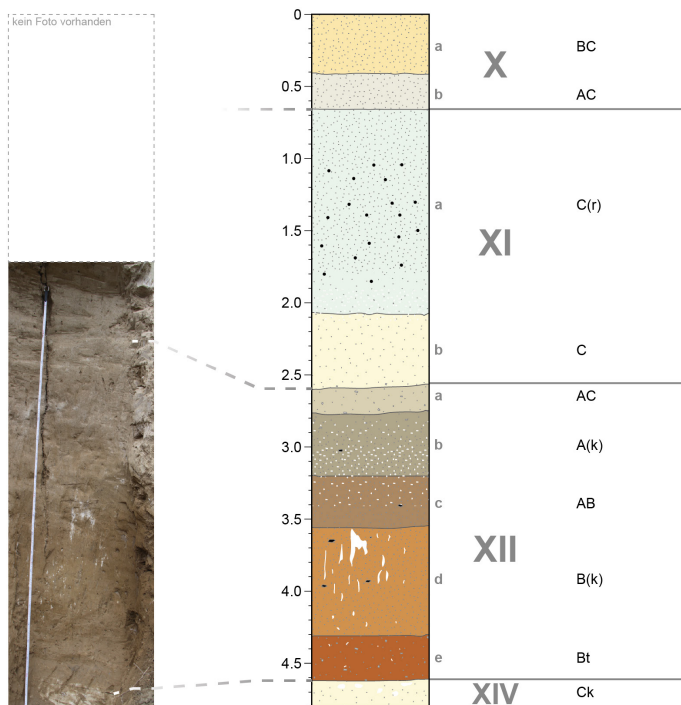 kein Foto vorhanden
0
0.5
1.0
1.5
2.0
2.5
3.0
3.5
4.0
4.5
a BC
X
b AC
a C(r)
XI
b C
a AC
b A(k)
c AB
XII
d B(k)
e Bt
XIV Ck